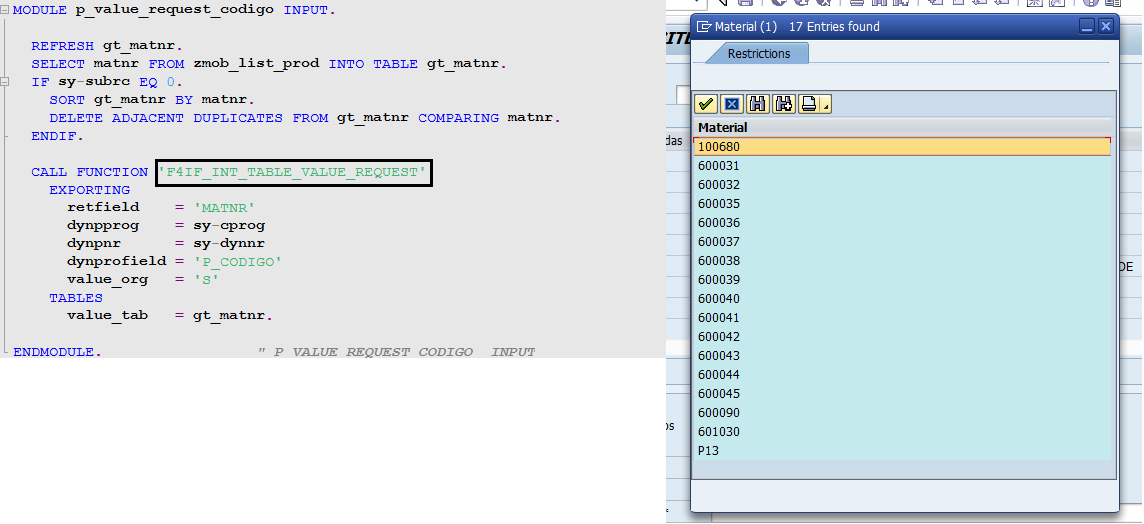 MODULE p_value_request_codigo INPUT.
REFRESH gt_matnr.
SELECT matnr FROM zmob_list_prod INTO TABLE gt_matnr.
IF sy-subrc EQ 0.
SORT gt_matnr BY matnr.
DELETE ADJACENT DUPLICATES FROM gt_matnr COMPARING matnr.
ENDIF.
CALL FUNCTION 'F4IF_INT_TABLE_VALUE_REQUEST'
EXPORTING
retfield = 'MATNR'
dynpprog = sy-cprog
dynpnr = sy-dynnr
dynprofield = 'P_CODIGO'
value_org = 'S'
TABLES
value_tab = gt_matnr.
ENDMODULE. " P_VALUE_REQUEST_CODIGO INPUT
das
DE
Material (1) 17 Entries found
Restrictions
Material
100680
600031
600032
600035
600036
600037
600038
600039
600040
600041
600042
600043
600044
600045
600090
601030
P13